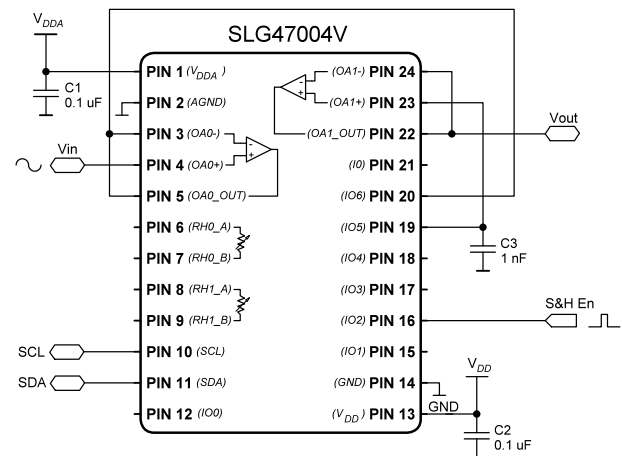 V_DDA
SLG47004V
C1
0.1 uF
PIN 1 (V_DDA)
PIN 2 (AGND)
PIN 3 (OA0-)
PIN 4 (OA0+)
PIN 5 (OA0_OUT)
PIN 6 (RH0_A)
PIN 7 (RH0_B)
PIN 8 (RH1_A)
PIN 9 (RH1_B)
PIN 10 (SCL)
PIN 11 (SDA)
PIN 12 (IO0)
Vin
SCL
SDA
- +
- +
(OA1-) PIN 24
(OA1+) PIN 23
(OA1_OUT) PIN 22
(I0) PIN 21
(IO6) PIN 20
(IO5) PIN 19
(IO4) PIN 18
(IO3) PIN 17
(IO2) PIN 16
(IO1) PIN 15
(GND) PIN 14
(V_DD) PIN 13
Vout
C3
1 nF
S&H En
V_DD
GND
C2
0.1 uF